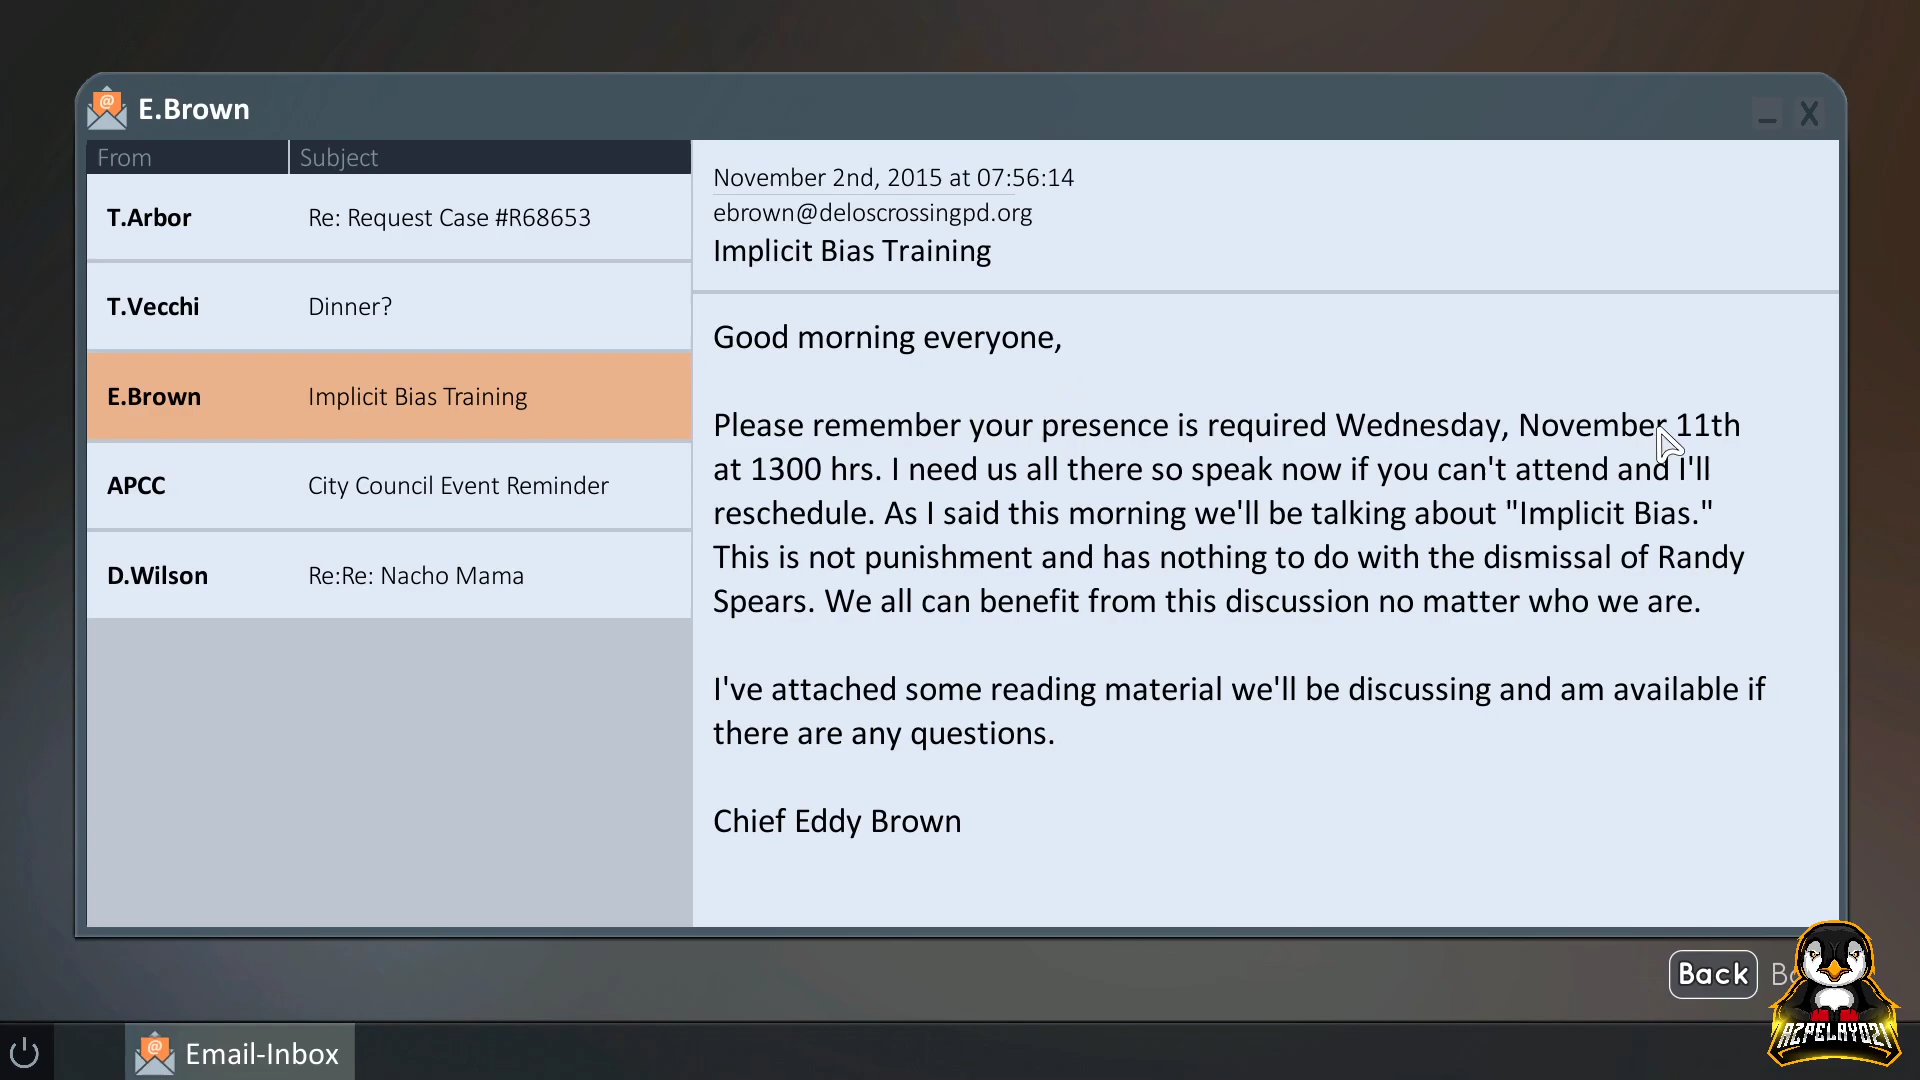 E.Brown
From Subject
T.Arbor Re: Request Case #R68653
T.Vecchi Dinner?
E.Brown Implicit Bias Training
APCC City Council Event Reminder
D.Wilson Re:Re: Nacho Mama
November 2nd, 2015 at 07:56:14
ebrown@deloscrossingpd.org
Implicit Bias Training
Good morning everyone,
Please remember your presence is required Wednesday, November 11th
at 1300 hrs. I need us all there so speak now if you can't attend and I'll
reschedule. As I said this morning we'll be talking about "Implicit Bias."
This is not punishment and has nothing to do with the dismissal of Randy
Spears. We all can benefit from this discussion no matter who we are.
I've attached some reading material we'll be discussing and am available if
there are any questions.
Chief Eddy Brown
Back
AZPELAYO21
Email-Inbox